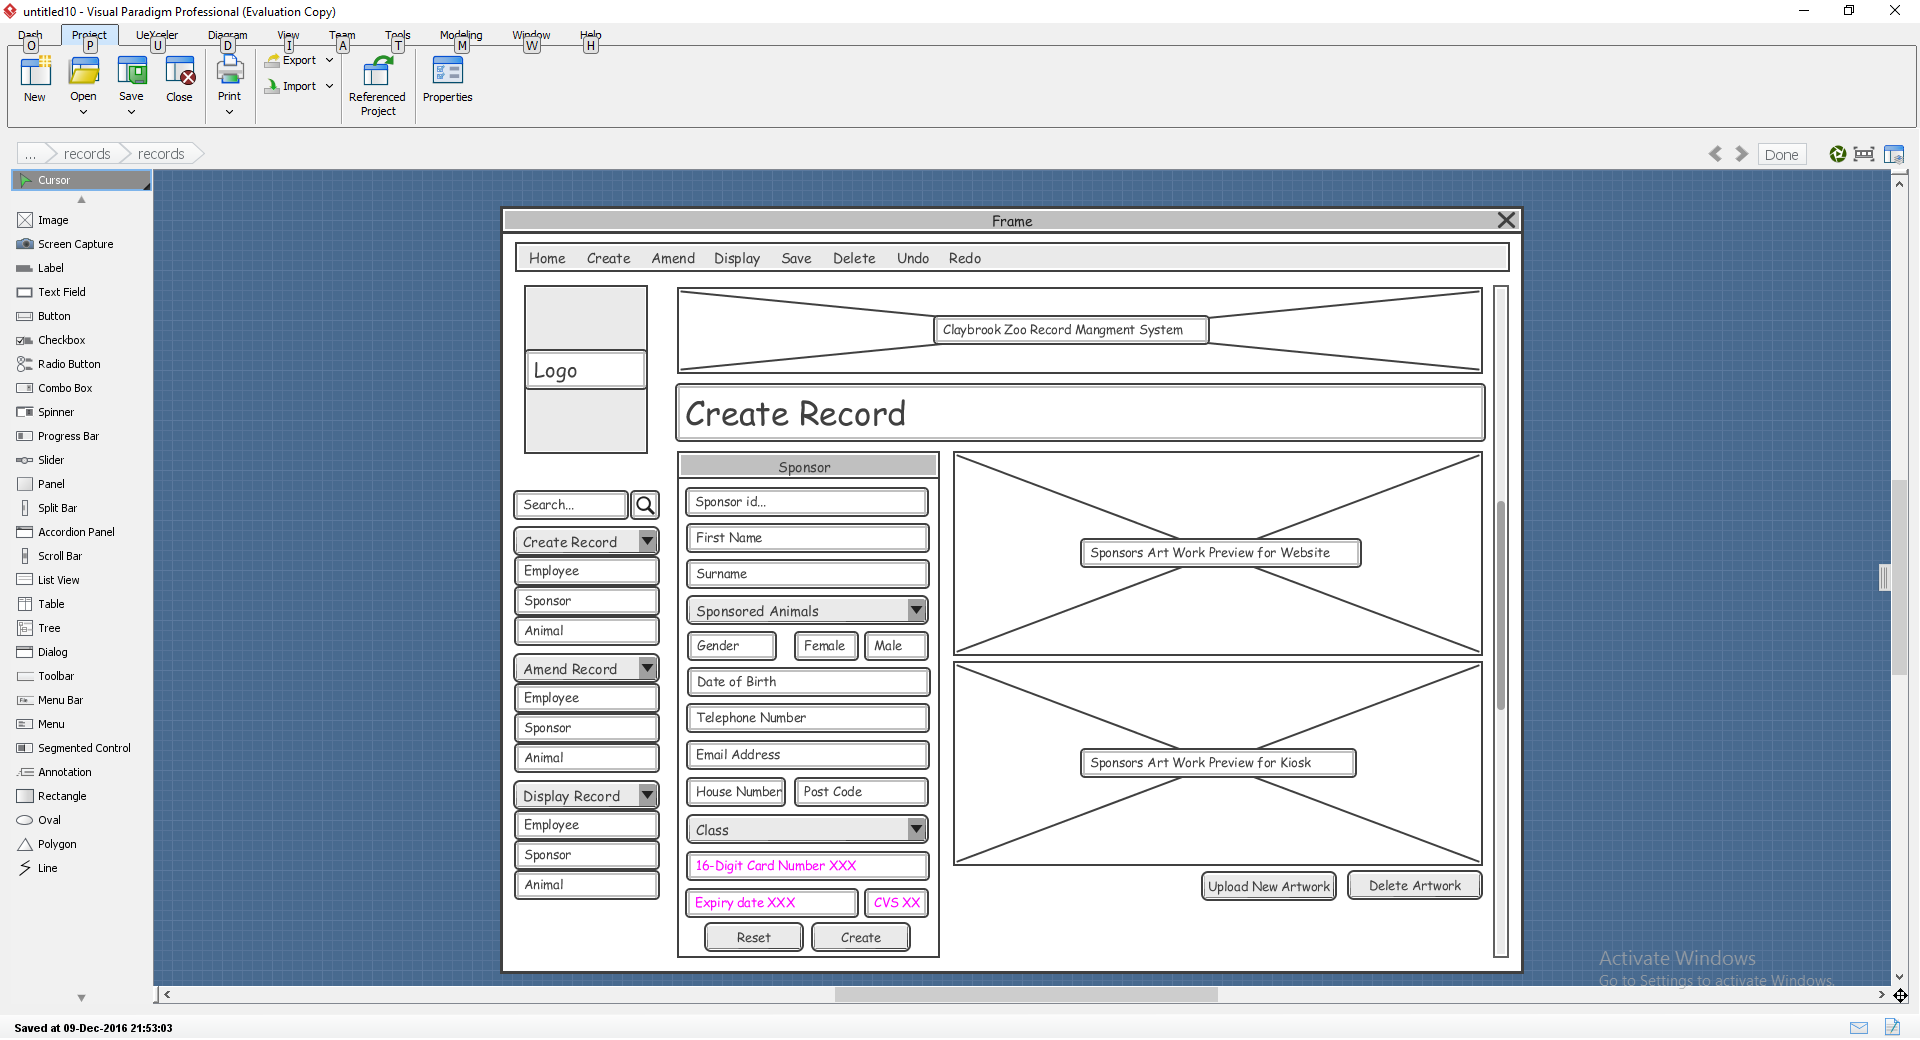 untitled10 - Visual Paradigm Professional (Evaluation Copy)
Dash Project UeXceler Diagram View Team Tools Modeling Window Help
O P U D I A T M W H
New Open Save Close Print Export Import Referenced Project Properties
... records records Done
Cursor
Image
Screen Capture
Label
Text Field
Button
Checkbox
Radio Button
Combo Box
Spinner
Progress Bar
Slider
Panel
Split Bar
Accordion Panel
Scroll Bar
List View
Table
Tree
Dialog
Toolbar
Menu Bar
Menu
Segmented Control
Annotation
Rectangle
Oval
Polygon
Line
Frame
Home Create Amend Display Save Delete Undo Redo
Logo
Claybrook Zoo Record Mangment System
Create Record
Search...
Create Record
Employee
Sponsor
Animal
Amend Record
Employee
Sponsor
Animal
Display Record
Employee
Sponsor
Animal
Sponsor
Sponsor id...
First Name
Surname
Sponsored Animals
Gender Female Male
Date of Birth
Telephone Number
Email Address
House Number Post Code
Class
16-Digit Card Number XXX
Expiry date XXX CVS XX
Reset Create
Sponsors Art Work Preview for Website
Sponsors Art Work Preview for Kiosk
Upload New Artwork Delete Artwork
Activate Windows
Go to Settings to activate Windows.
Saved at 09-Dec-2016 21:53:03